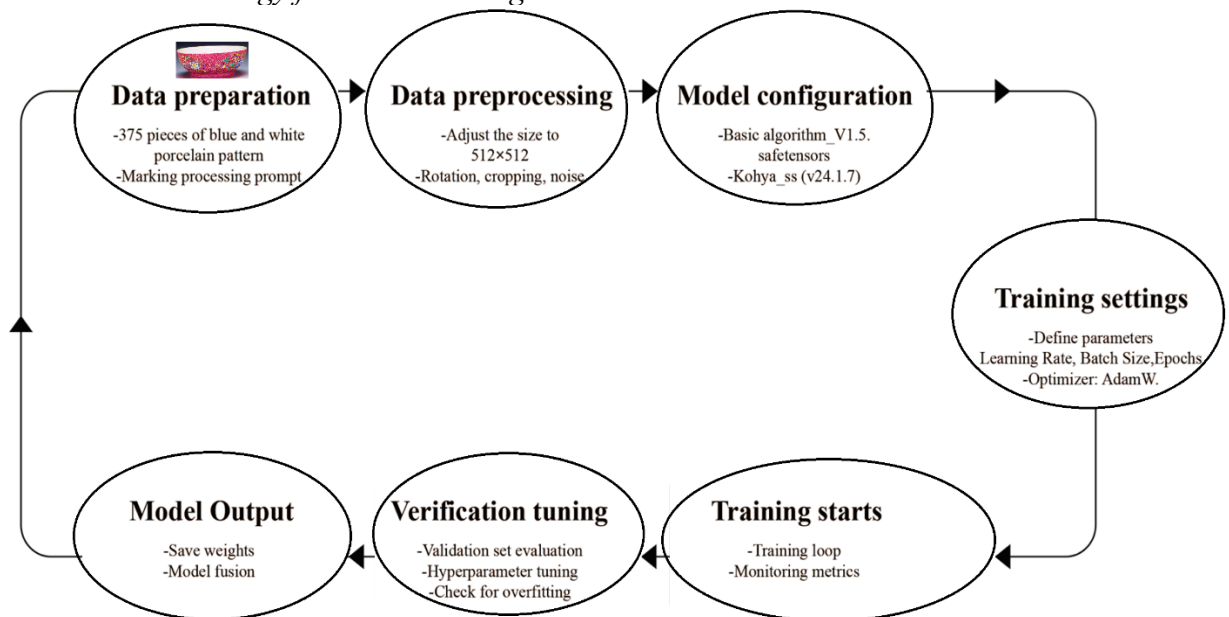 Data preparation
-375 pieces of blue and white
porcelain pattern
-Marking processing prompt
Data preprocessing
-Adjust the size to
512×512
-Rotation, cropping, noise
Model configuration
-Basic algorithm_V1.5.
safetensors
-Kohya_ss (v24.1.7)
Training settings
-Define parameters
Learning Rate, Batch Size,Epochs
-Optimizer: AdamW.
Training starts
-Training loop
-Monitoring metrics
Verification tuning
-Validation set evaluation
-Hyperparameter tuning
-Check for overfitting
Model Output
-Save weights
-Model fusion